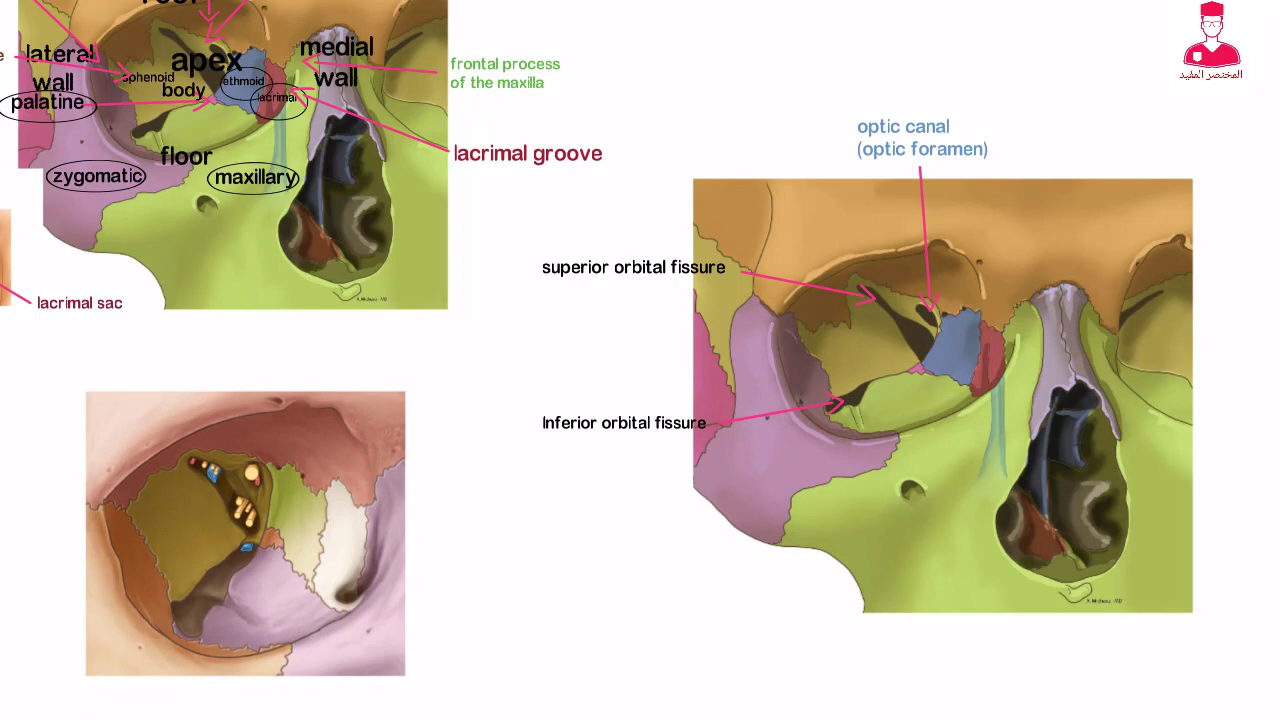 lateral
wall
palatine
sphenoid
apex
body
ethmoid
lacrimal
medial
wall
floor
zygomatic
maxillary
frontal process
of the maxilla
lacrimal groove
lacrimal sac
المختصر المفيد
optic canal
(optic foramen)
superior orbital fissure
Inferior orbital fissure